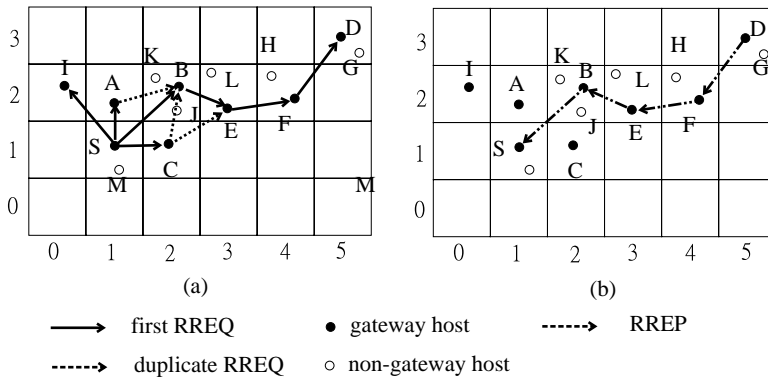 3
2
1
0
I
A
K
B
J
L
H
D
G
E
F
S
C
M
M
0 1 2 3 4 5
(a)
3
2
1
0
I
A
K
B
J
L
H
D
G
E
F
S
C
M
0 1 2 3 4 5
(b)
first RREQ
gateway host
RREP
duplicate RREQ
non-gateway host